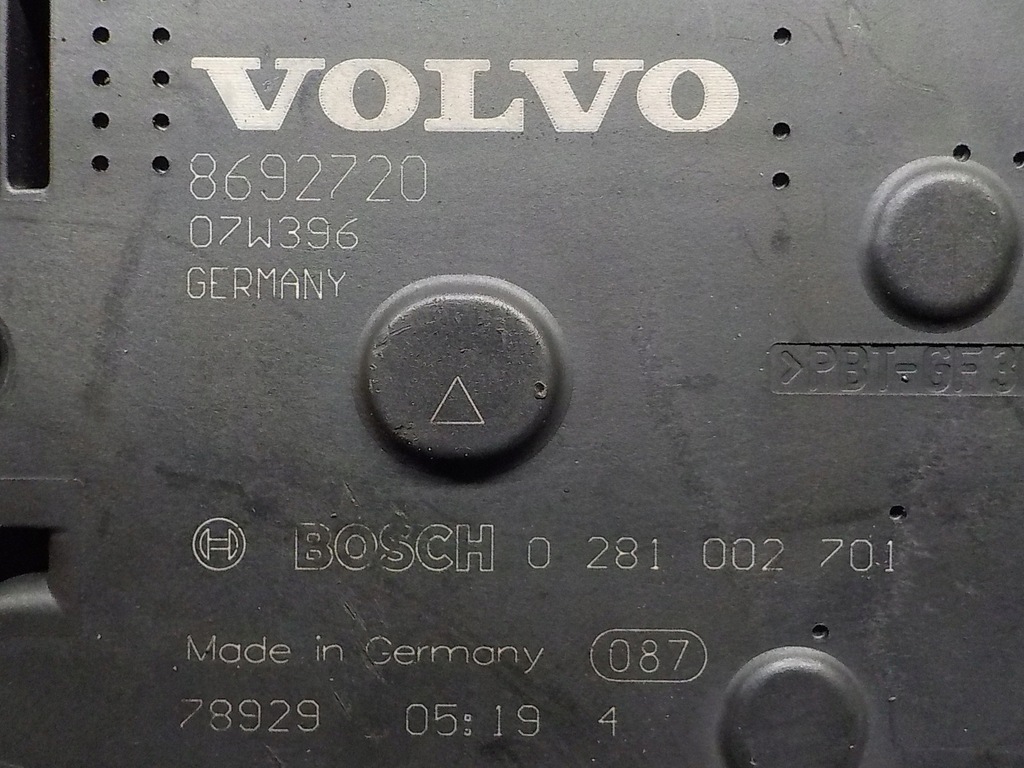 VOLVO
8692720
07W396
GERMANY
>PBT-GF3
BOSCH 0 281 002 701
Made in Germany 087
78929 05:19 4